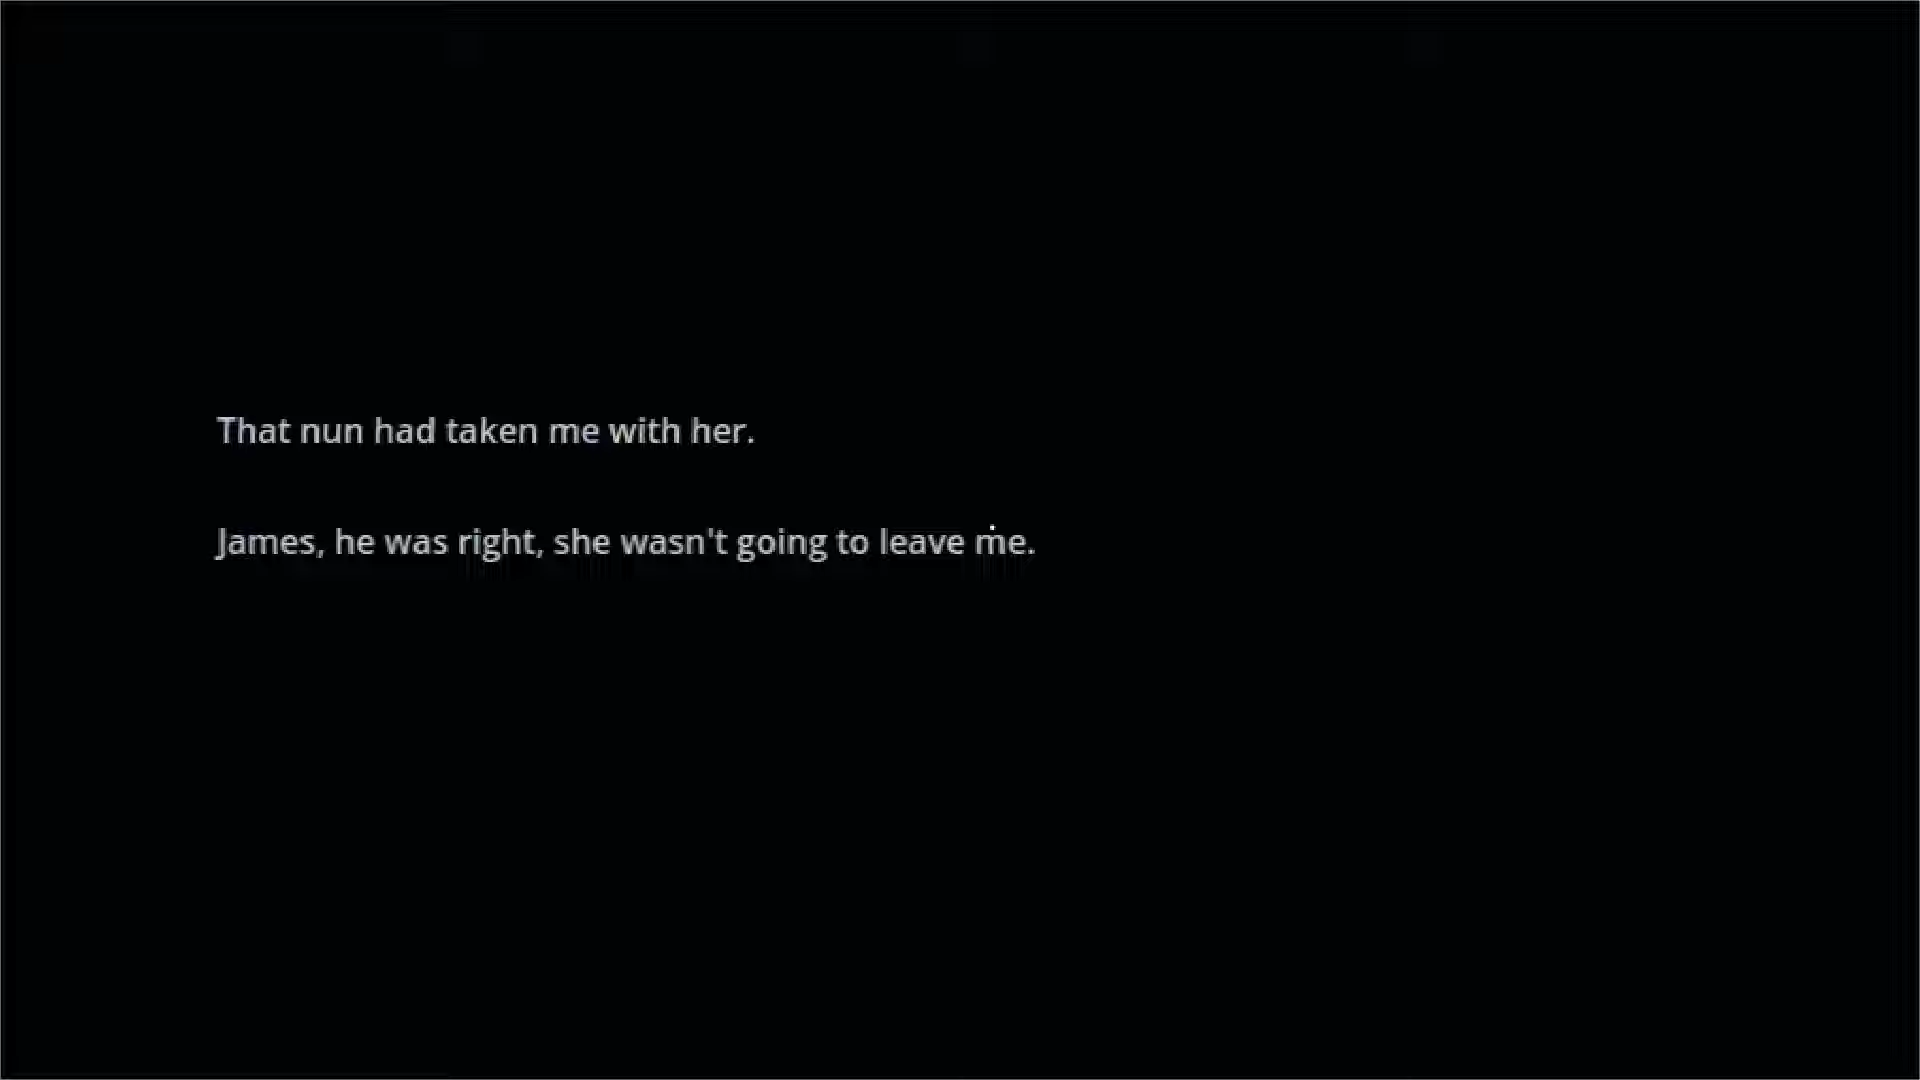 That nun had taken me with her.
James, he was right, she wasn't going to leave me.